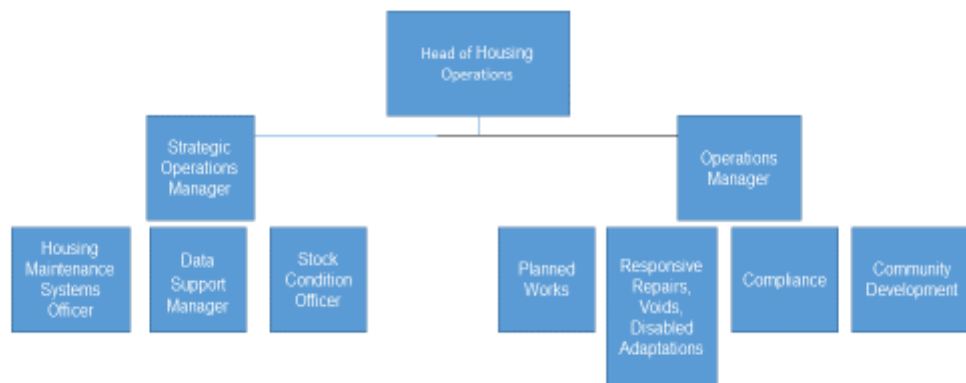 Head of Housing
Operations
Strategic
Operations
Manager
Operations
Manager
Housing
Maintenance
Systems
Officer
Data
Support
Manager
Stock
Condition
Officer
Planned
Works
Responsive
Repairs,
Voids,
Disabled
Adaptations
Compliance
Community
Development